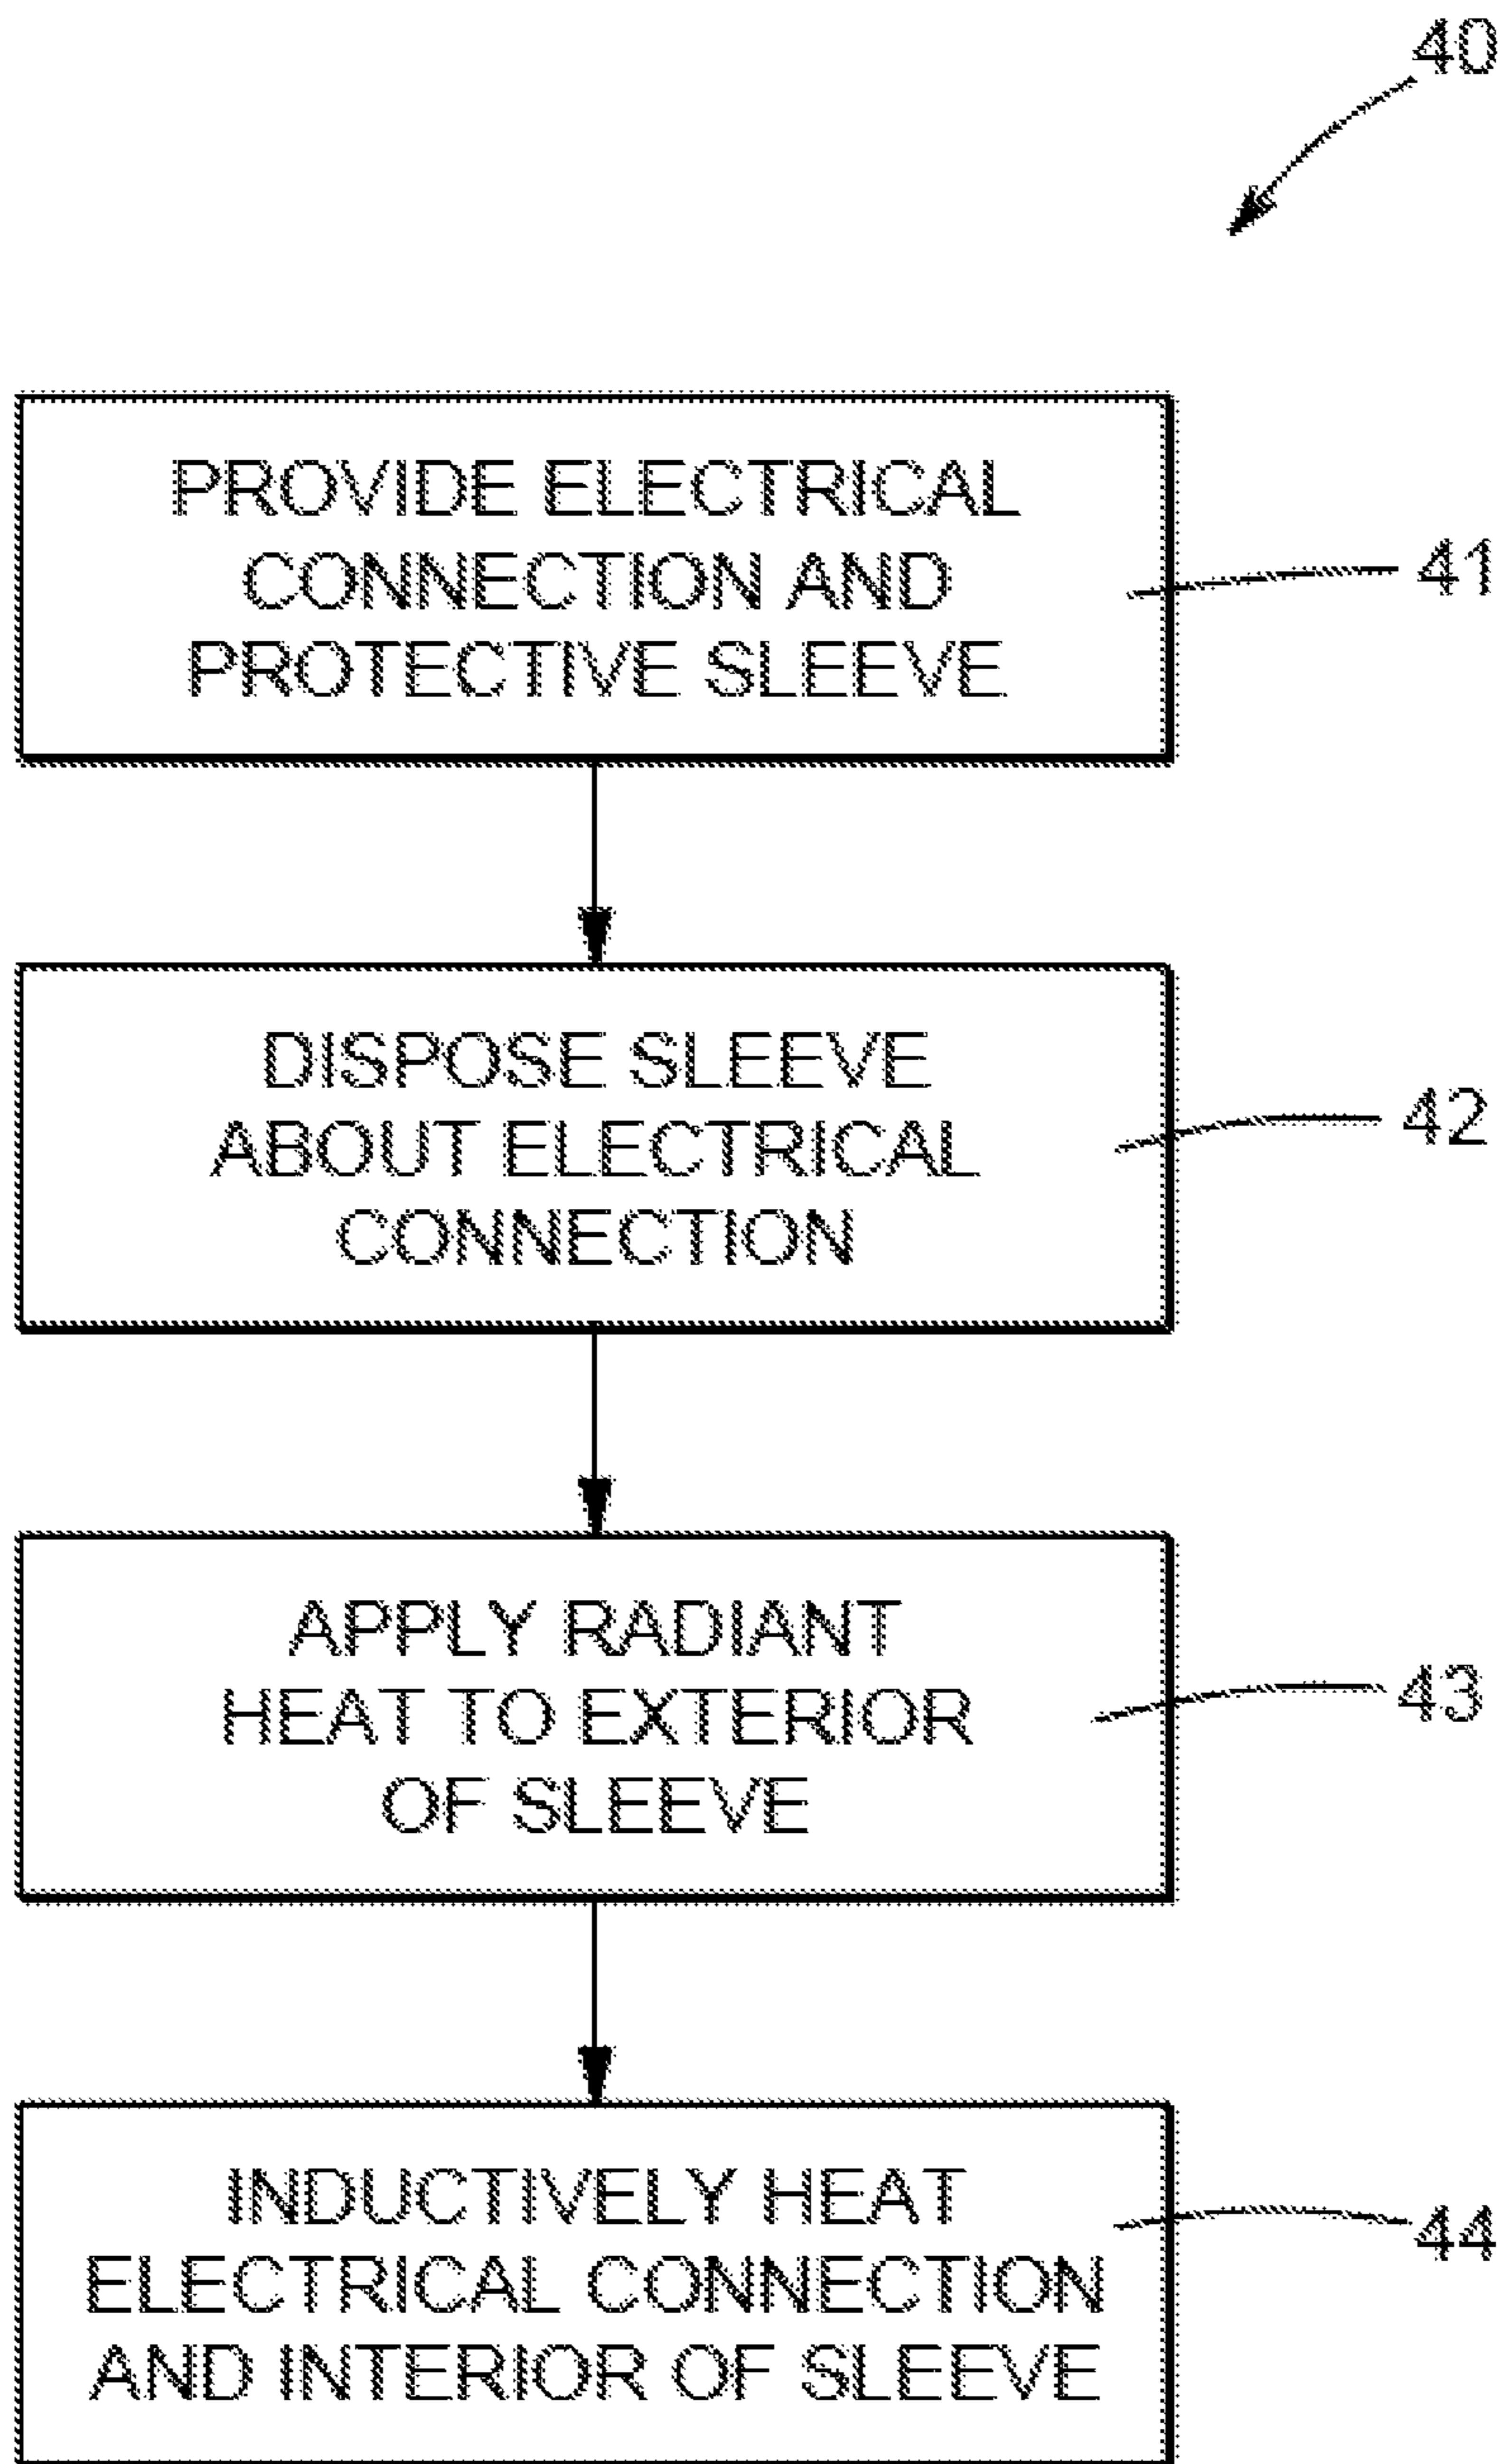 40
PROVIDE ELECTRICAL
CONNECTION AND
PROTECTIVE SLEEVE
41
DISPOSE SLEEVE
ABOUT ELECTRICAL
CONNECTION
42
APPLY RADIANT
HEAT TO EXTERIOR
OF SLEEVE
43
INDUCTIVELY HEAT
ELECTRICAL CONNECTION
AND INTERIOR OF SLEEVE
44